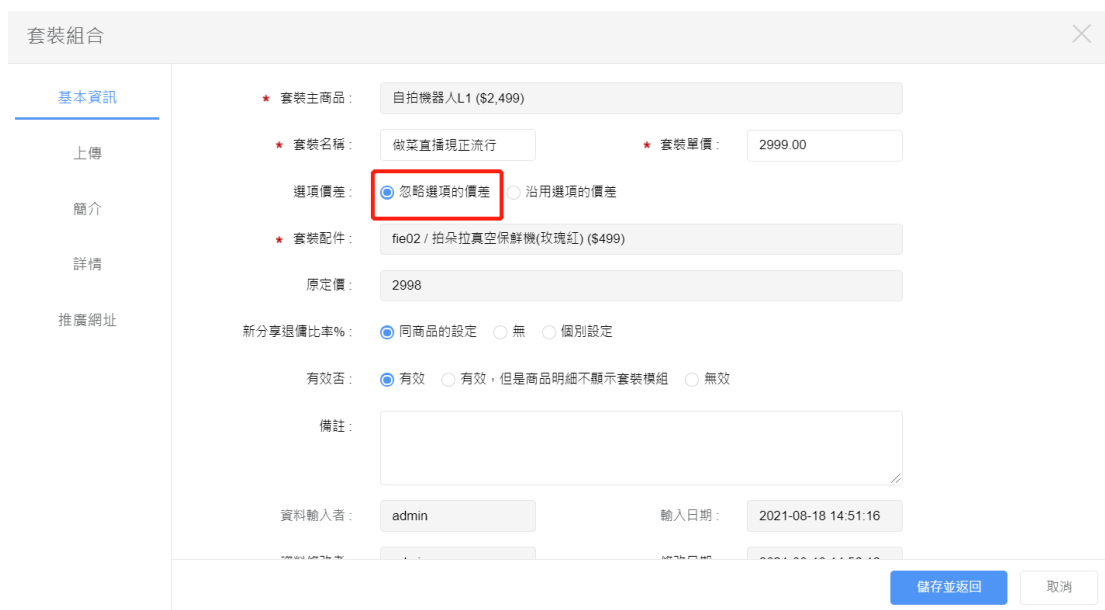 套裝組合
基本資訊
上傳
簡介
詳情
推廣網址
* 套裝主商品： 自拍機器人L1 ($2,499)
* 套裝名稱： 做菜直播現正流行 * 套裝單價： 2999.00
選項價差： 忽略選項的價差 沿用選項的價差
* 套裝配件： fie02 / 拍朵拉真空保鮮機(玫瑰紅) ($499)
原定價： 2998
新分享退傭比率%： 同商品的設定 無 個別設定
有效否： 有效 有效，但是商品明細不顯示套裝模組 無效
備註：
資料輸入者： admin 輸入日期： 2021-08-18 14:51:16
儲存並返回 取消